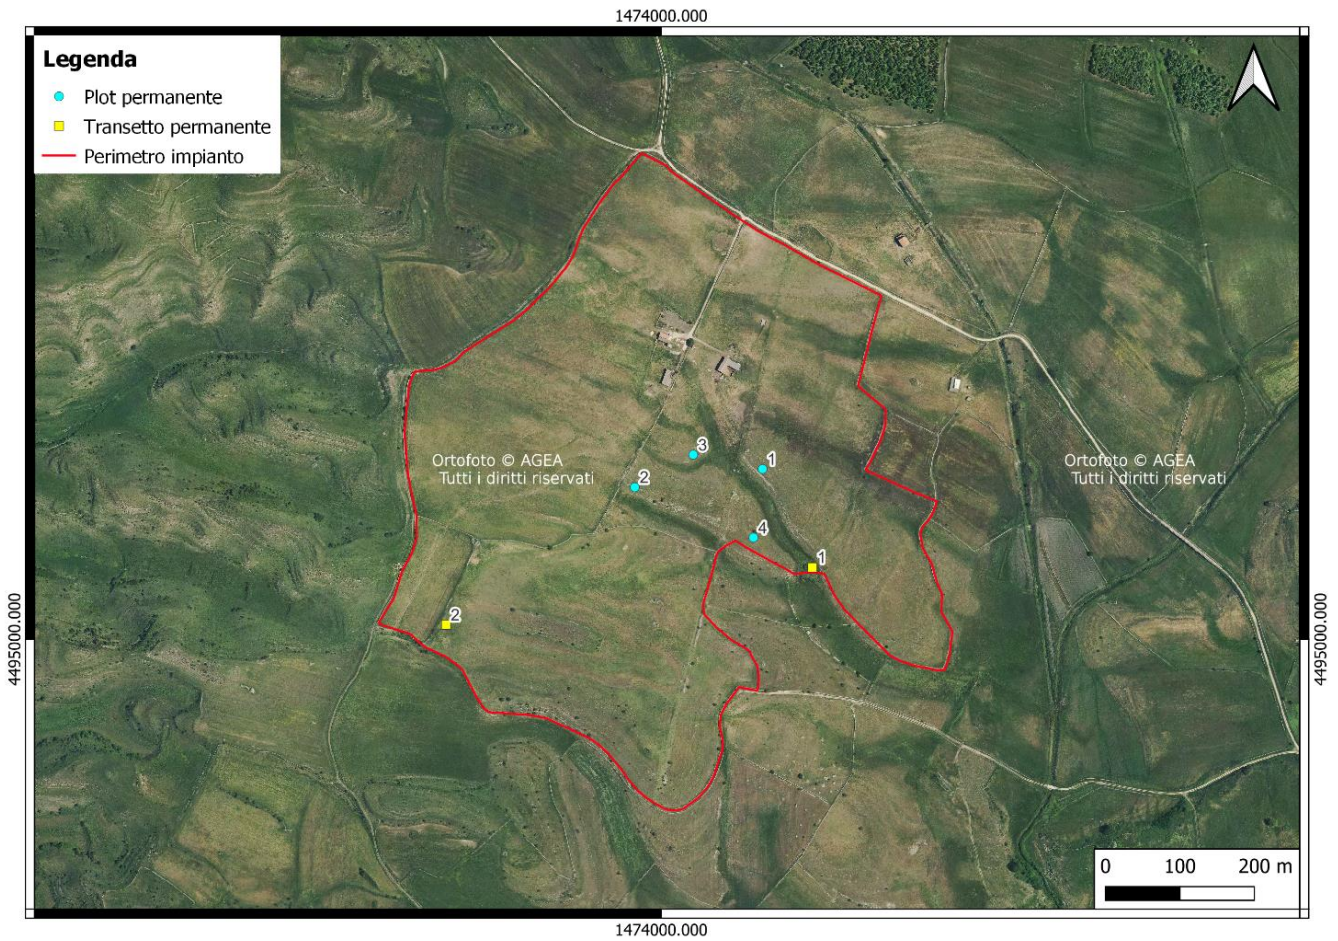 1474000.000
Legenda
Plot permanente
Transetto permanente
Perimetro impianto
3
1
Ortofoto © AGEA
Tutti i diritti riservati
Ortofoto © AGEA
Tutti i diritti riservati
2
4
1
2
4495000.000
4495000.000
0 100 200 m
1474000.000